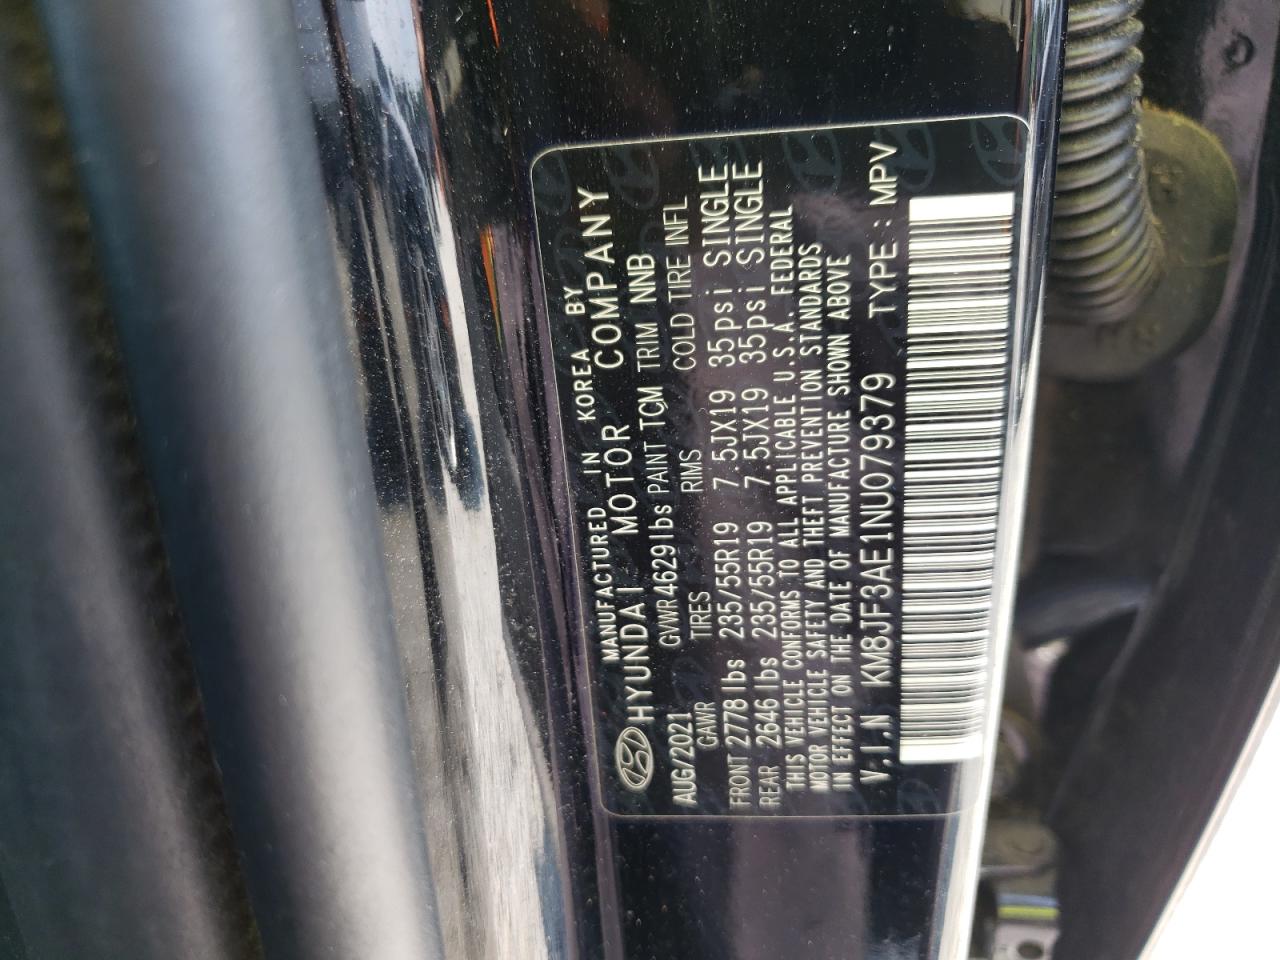 MANUFACTURED IN KOREA BY
HYUNDAI MOTOR COMPANY
AUG/2021 GVWR 4629 lbs PAINT TCM TRIM NNB
GAWR TIRES RIMS COLD TIRE INFL
FRONT 2778 lbs 235/55R19 7.5JX19 35psi SINGLE
REAR 2646 lbs 235/55R19 7.5JX19 35psi SINGLE
THIS VEHICLE CONFORMS TO ALL APPLICABLE U.S.A. FEDERAL
MOTOR VEHICLE SAFETY AND THEFT PREVENTION STANDARDS
IN EFFECT ON THE DATE OF MANUFACTURE SHOWN ABOVE
V.I.N KM8JF3AE1NU079379 TYPE : MPV